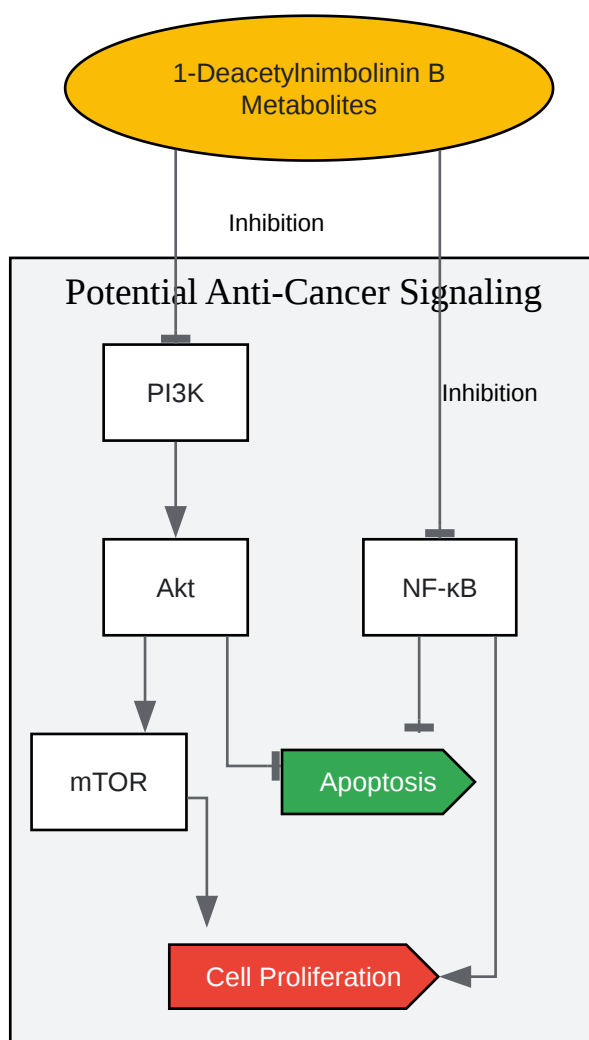 1-Deacetylnimbolinin B
Metabolites
Inhibition
Potential Anti-Cancer Signaling
PI3K
Inhibition
Akt
NF-κB
mTOR
Apoptosis
Cell Proliferation